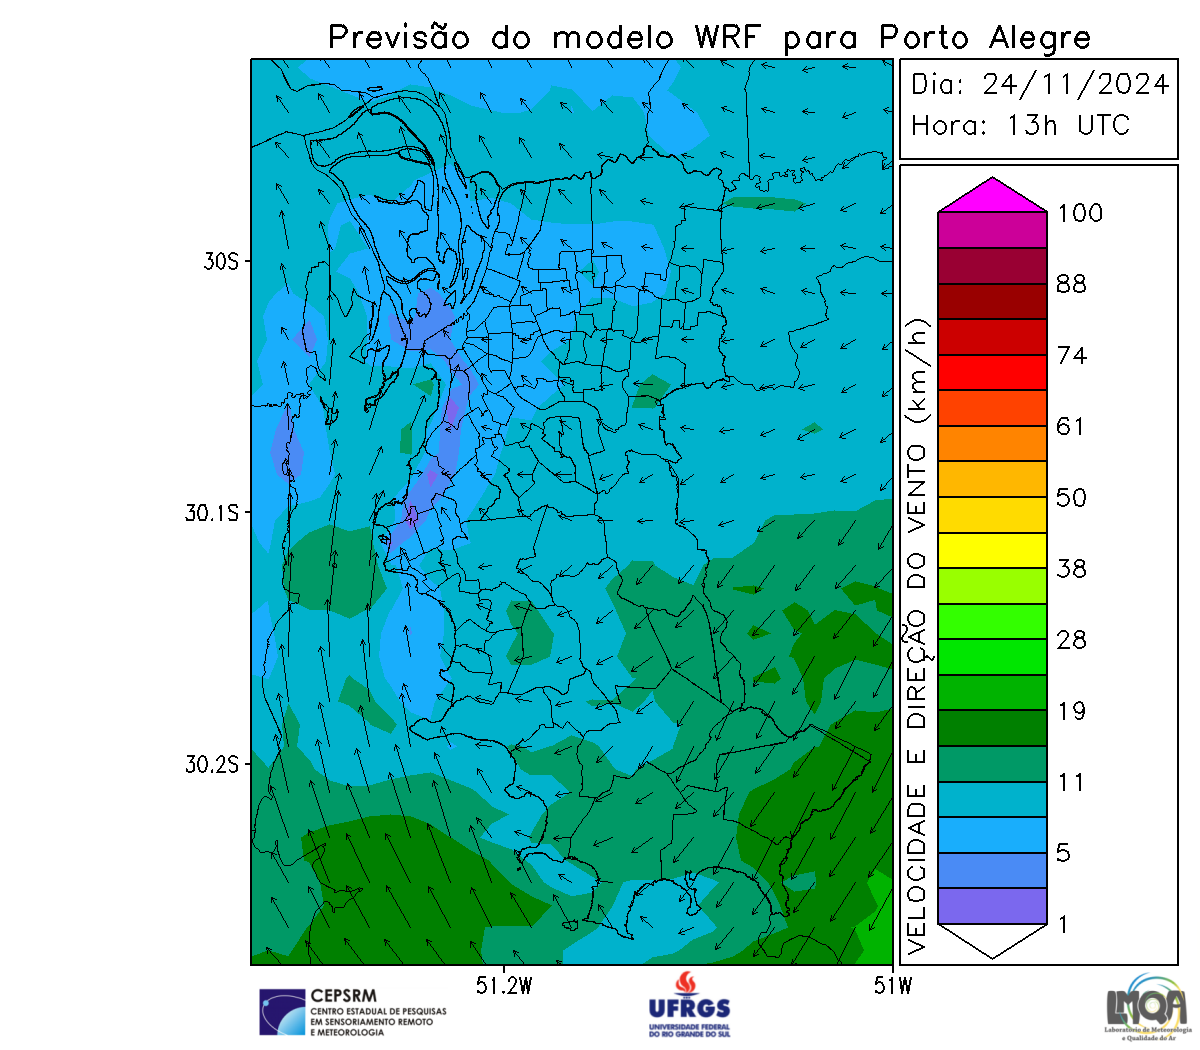 Previsão do modelo WRF para Porto Alegre
Dia: 24/11/2024
Hora: 13h UTC
30S
30.1S
30.2S
51.2W
51W
VELOCIDADE E DIREÇÃO DO VENTO (km/h)
100
88
74
61
50
38
28
19
11
5
1
CEPSRM
CENTRO ESTADUAL DE PESQUISAS
EM SENSORIAMENTO REMOTO
E METEOROLOGIA
UFRGS
UNIVERSIDADE FEDERAL
DO RIO GRANDE DO SUL
LMQA
Laboratório de Meteorologia
e Qualidade do Ar